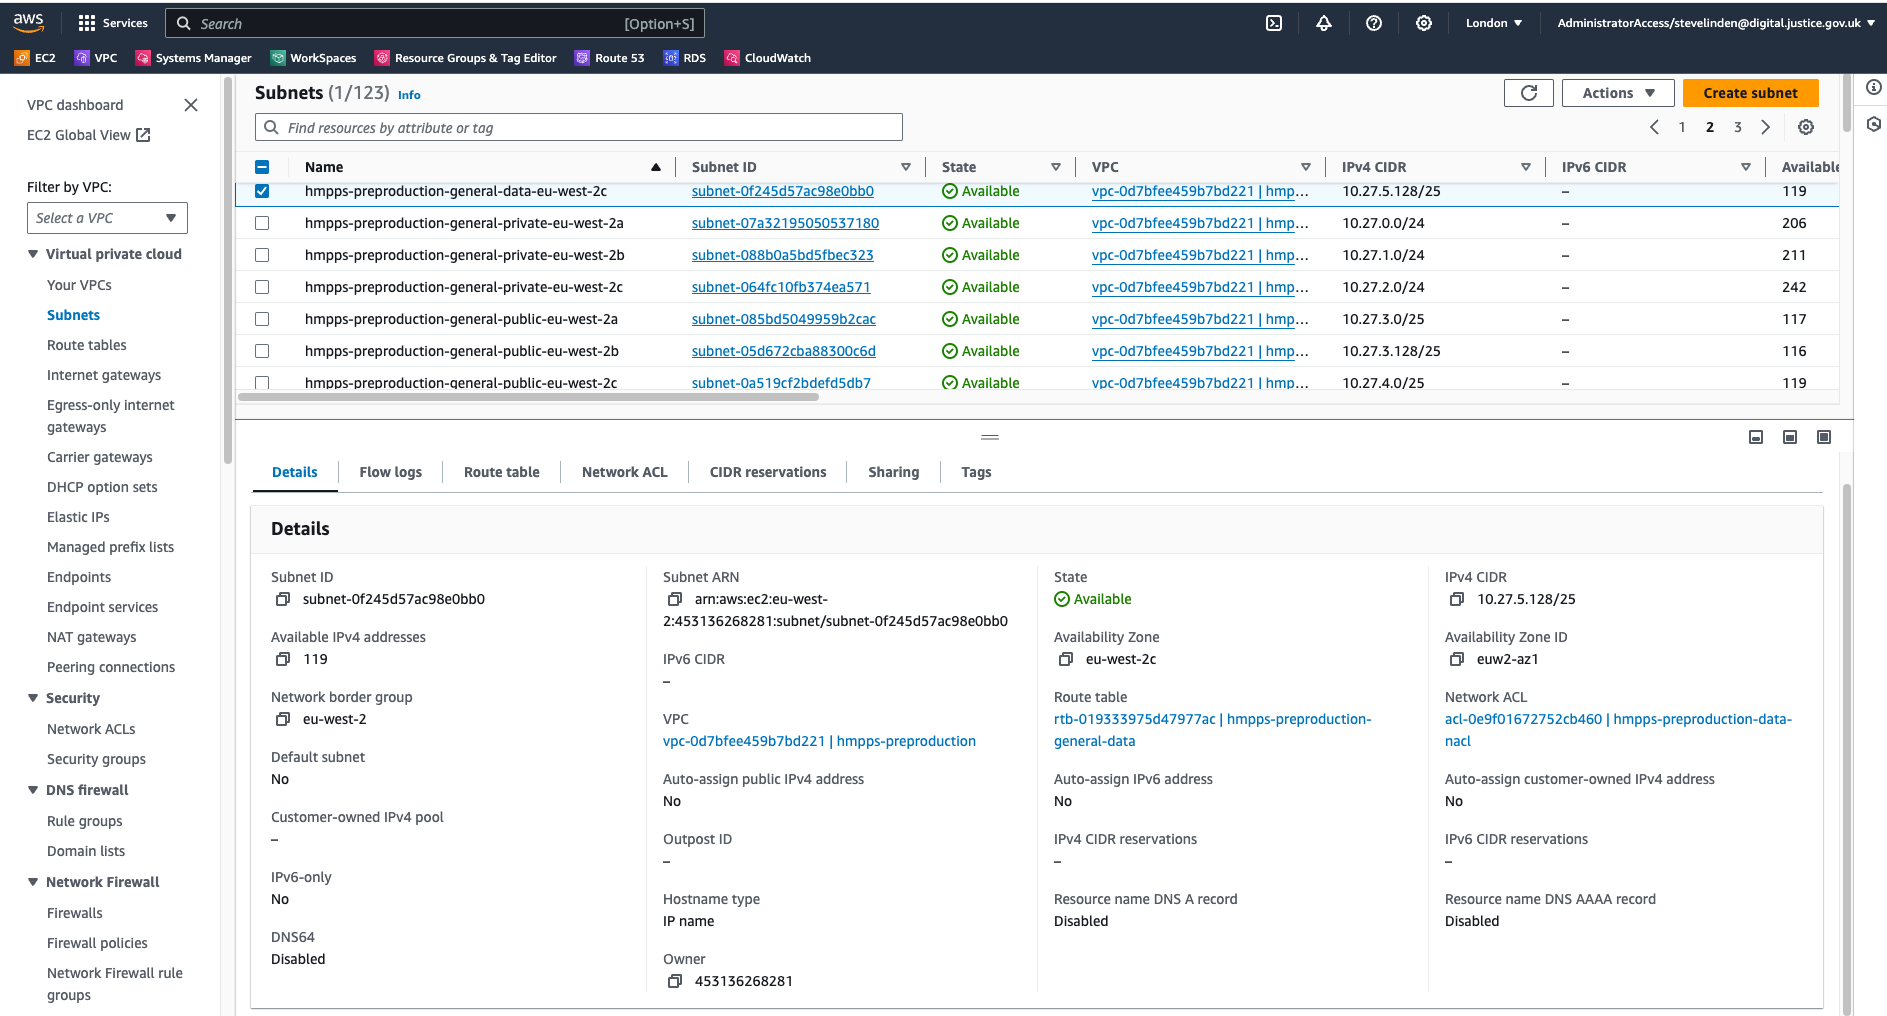 aws
Services
Search [Option+S]
London
AdministratorAccess/stevelinden@digital.justice.gov.uk
EC2 VPC Systems Manager WorkSpaces Resource Groups & Tag Editor Route 53 RDS CloudWatch
VPC dashboard
EC2 Global View
Filter by VPC:
Select a VPC
Virtual private cloud
Your VPCs
Subnets
Route tables
Internet gateways
Egress-only internet
gateways
Carrier gateways
DHCP option sets
Elastic IPs
Managed prefix lists
Endpoints
Endpoint services
NAT gateways
Peering connections
Security
Network ACLs
Security groups
DNS firewall
Rule groups
Domain lists
Network Firewall
Firewalls
Firewall policies
Network Firewall rule
groups
Subnets (1/123) Info
Actions
Create subnet
Find resources by attribute or tag
1 2 3
Name Subnet ID State VPC IPv4 CIDR IPv6 CIDR Available
hmpps-preproduction-general-data-eu-west-2c subnet-0f245d57ac98e0bb0 Available vpc-0d7bfee459b7bd221 | hmp... 10.27.5.128/25 – 119
hmpps-preproduction-general-private-eu-west-2a subnet-07a32195050537180 Available vpc-0d7bfee459b7bd221 | hmp... 10.27.0.0/24 – 206
hmpps-preproduction-general-private-eu-west-2b subnet-088b0a5bd5fbec323 Available vpc-0d7bfee459b7bd221 | hmp... 10.27.1.0/24 – 211
hmpps-preproduction-general-private-eu-west-2c subnet-064fc10fb374ea571 Available vpc-0d7bfee459b7bd221 | hmp... 10.27.2.0/24 – 242
hmpps-preproduction-general-public-eu-west-2a subnet-085bd5049959b2cac Available vpc-0d7bfee459b7bd221 | hmp... 10.27.3.0/25 – 117
hmpps-preproduction-general-public-eu-west-2b subnet-05d672cba88300c6d Available vpc-0d7bfee459b7bd221 | hmp... 10.27.3.128/25 – 116
hmpps-preproduction-general-public-eu-west-2c subnet-0a519cf2bdefd5db7 Available vpc-0d7bfee459b7bd221 | hmp... 10.27.4.0/25 – 119
Details Flow logs Route table Network ACL CIDR reservations Sharing Tags
Details
Subnet ID
subnet-0f245d57ac98e0bb0
Available IPv4 addresses
119
Network border group
eu-west-2
Default subnet
No
Customer-owned IPv4 pool
–
IPv6-only
No
DNS64
Disabled
Subnet ARN
arn:aws:ec2:eu-west-
2:453136268281:subnet/subnet-0f245d57ac98e0bb0
IPv6 CIDR
–
VPC
vpc-0d7bfee459b7bd221 | hmpps-preproduction
Auto-assign public IPv4 address
No
Outpost ID
–
Hostname type
IP name
Owner
453136268281
State
Available
Availability Zone
eu-west-2c
Route table
rtb-019333975d47977ac | hmpps-preproduction-
general-data
Auto-assign IPv6 address
No
IPv4 CIDR reservations
–
Resource name DNS A record
Disabled
IPv4 CIDR
10.27.5.128/25
Availability Zone ID
euw2-az1
Network ACL
acl-0e9f01672752cb460 | hmpps-preproduction-data-
nacl
Auto-assign customer-owned IPv4 address
No
IPv6 CIDR reservations
–
Resource name DNS AAAA record
Disabled